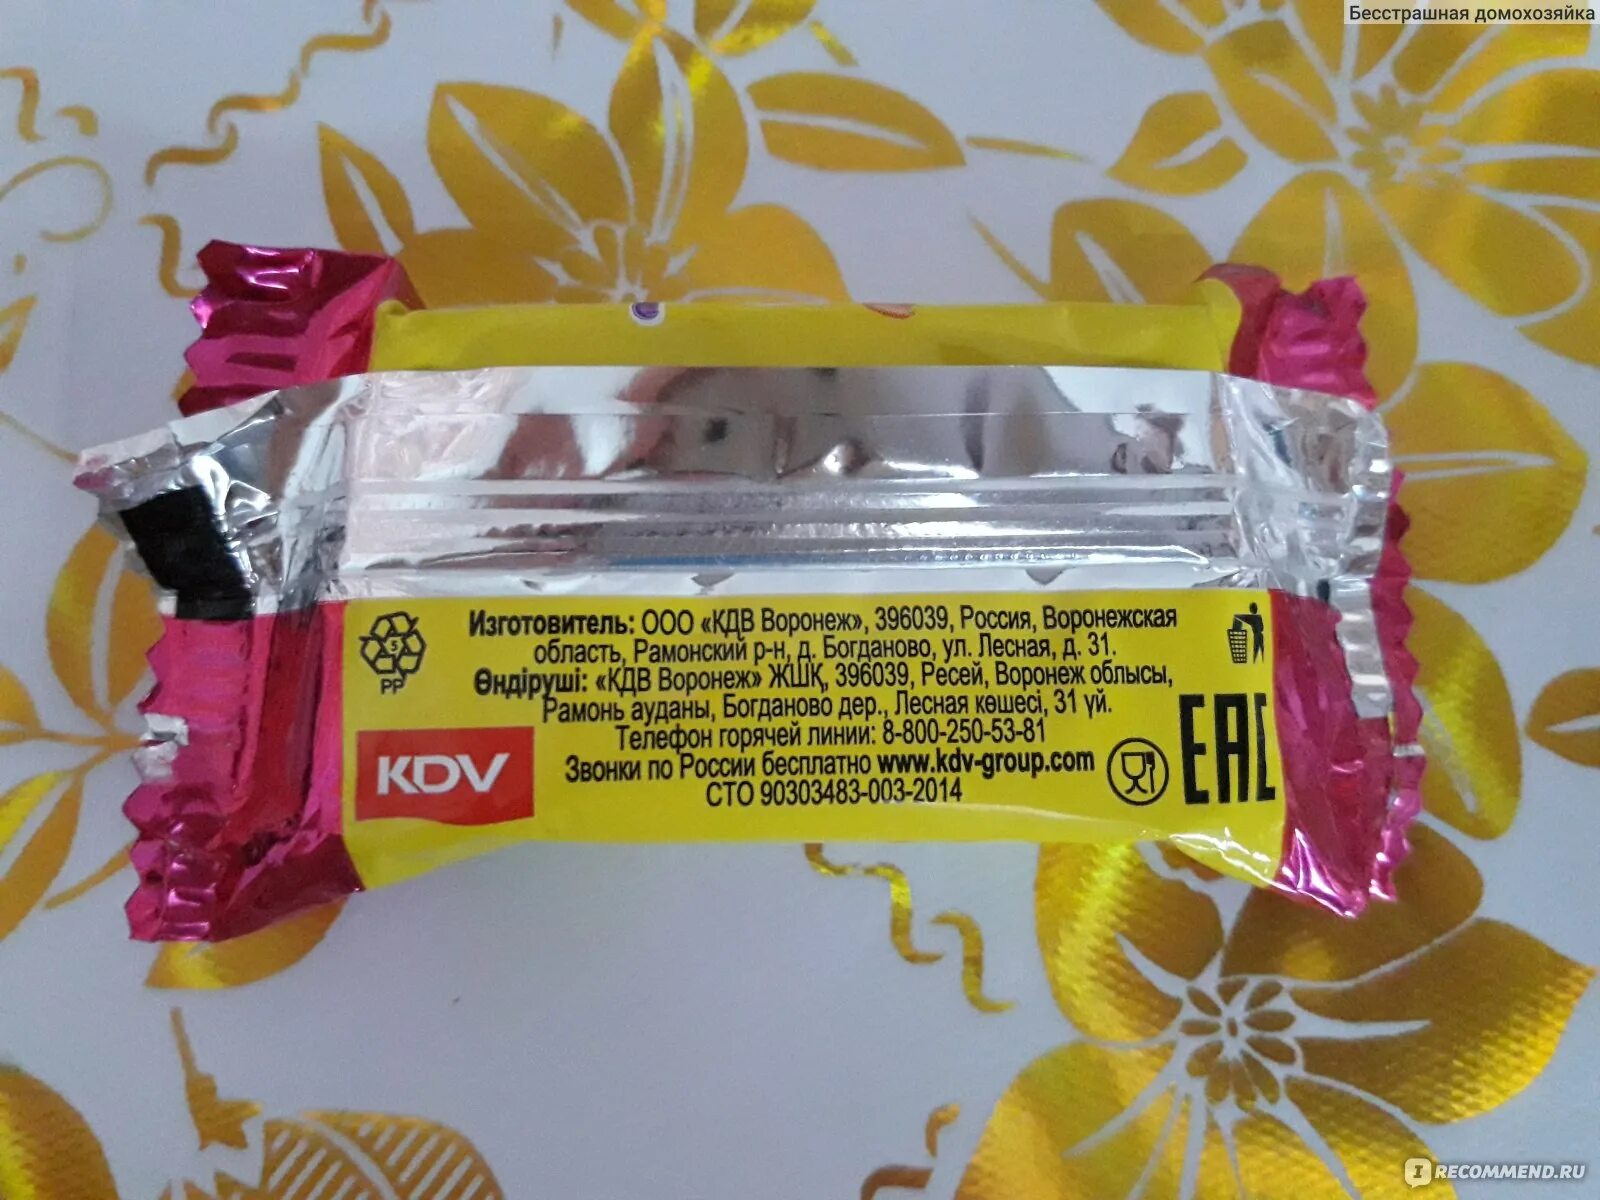 Бесстрашная домохозяйка
Изготовитель: ООО «КДВ Воронеж», 396039, Россия, Воронежская
область, Рамонский р-н, д. Богданово, ул. Лесная, д. 31.
Өндіруші: «КДВ Воронеж» ЖШҚ, 396039, Ресей, Воронеж облысы,
Рамонь ауданы, Богданово дер., Лесная көшесі, 31 үй.
Телефон горячей линии: 8-800-250-53-81
Звонки по России бесплатно www.kdv-group.com
СТО 90303483-003-2014
5
PP
KDV
EAC
IRECOMMEND.RU